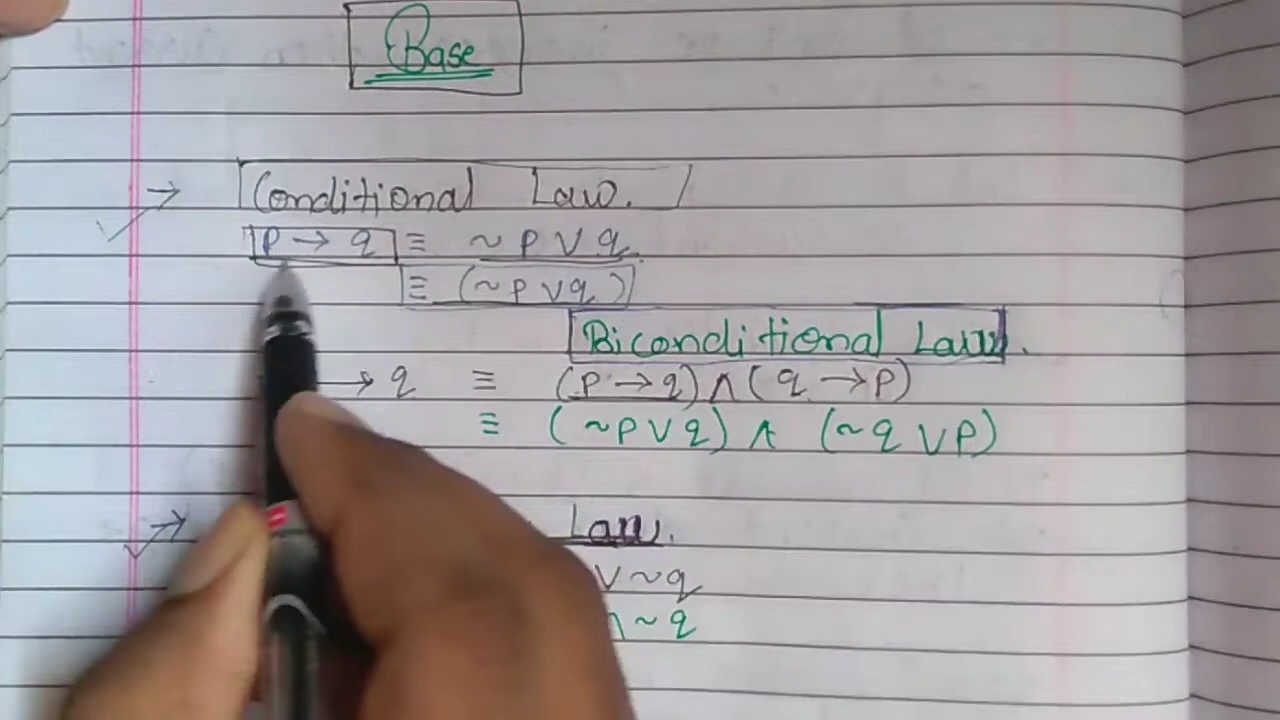 Base
→ Conditional Law.
p → q ≡ ~p ∨ q.
≡ (~p ∨ q)
Biconditional Law.
→ q ≡ (p → q) ∧ (q → p)
≡ (~p ∨ q) ∧ (~q ∨ p)
→ Law.
∨ ~q
~q